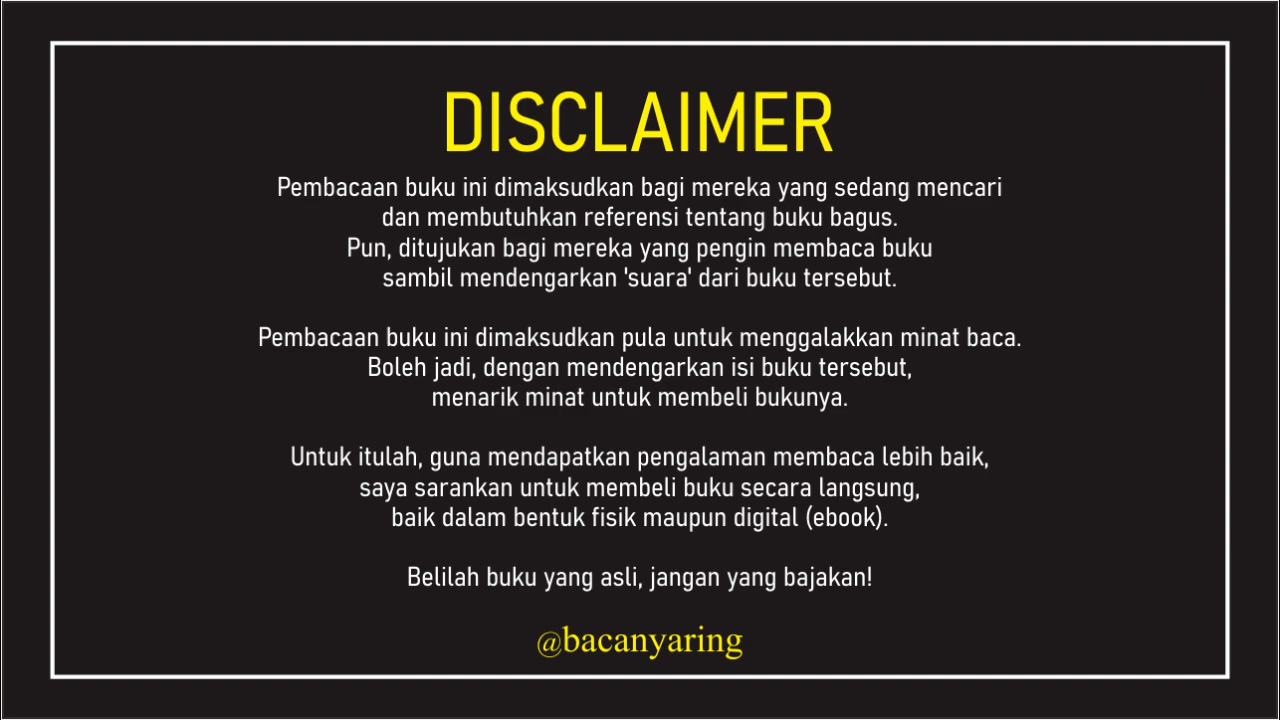 DISCLAIMER
Pembacaan buku ini dimaksudkan bagi mereka yang sedang mencari
dan membutuhkan referensi tentang buku bagus.
Pun, ditujukan bagi mereka yang pengin membaca buku
sambil mendengarkan 'suara' dari buku tersebut.
Pembacaan buku ini dimaksudkan pula untuk menggalakkan minat baca.
Boleh jadi, dengan mendengarkan isi buku tersebut,
menarik minat untuk membeli bukunya.
Untuk itulah, guna mendapatkan pengalaman membaca lebih baik,
saya sarankan untuk membeli buku secara langsung,
baik dalam bentuk fisik maupun digital (ebook).
Belilah buku yang asli, jangan yang bajakan!
@bacanyaring